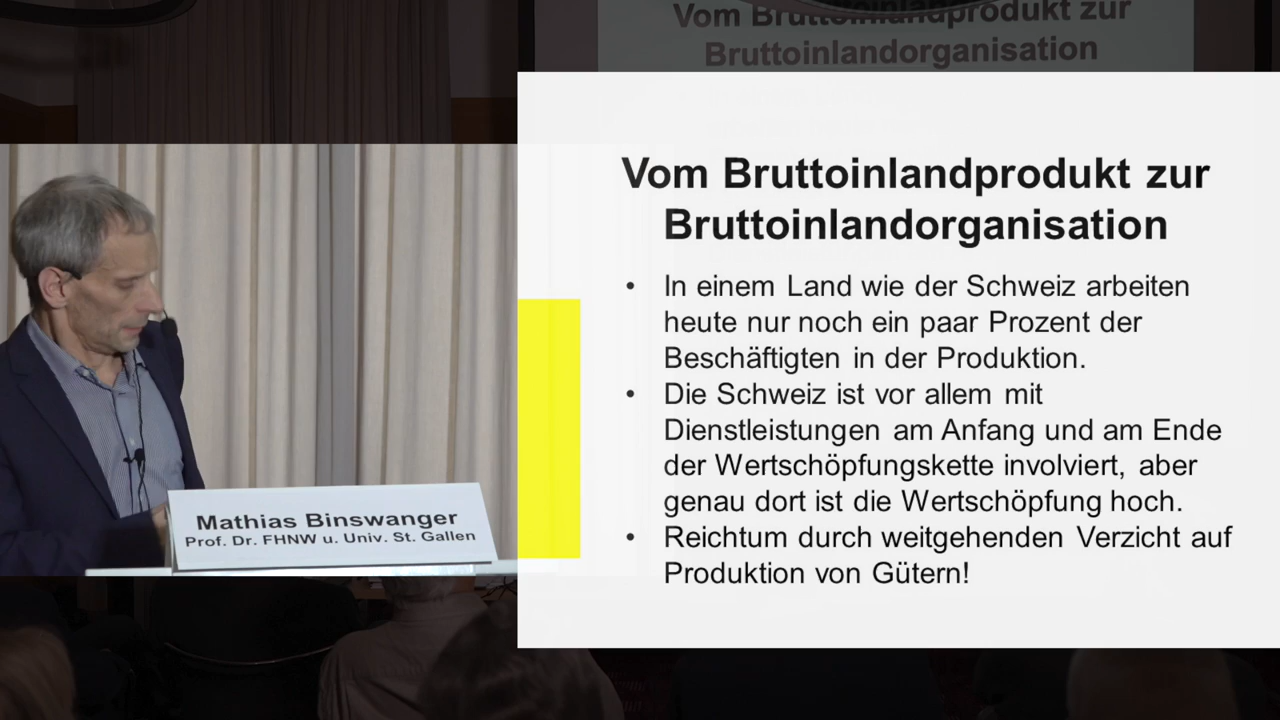 Vom Bruttoinlandprodukt zur
Bruttoinlandorganisation
Vom Bruttoinlandprodukt zur
Bruttoinlandorganisation
• In einem Land wie der Schweiz arbeiten
heute nur noch ein paar Prozent der
Beschäftigten in der Produktion.
• Die Schweiz ist vor allem mit
Dienstleistungen am Anfang und am Ende
der Wertschöpfungskette involviert, aber
genau dort ist die Wertschöpfung hoch.
• Reichtum durch weitgehenden Verzicht auf
Produktion von Gütern!
Mathias Binswanger
Prof. Dr. FHNW u. Univ. St. Gallen